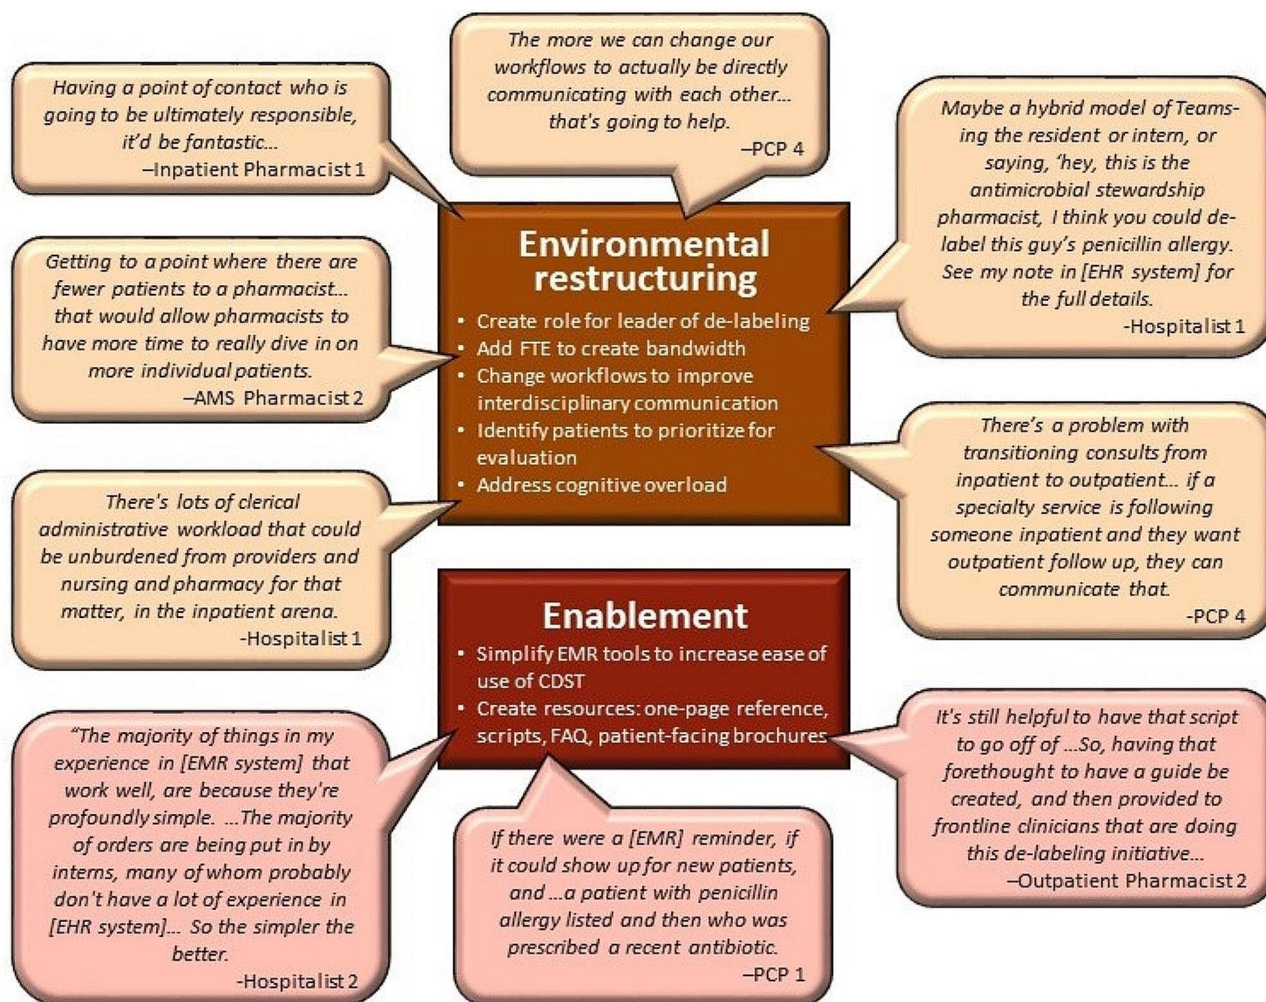 The more we can change our
workflows to actually be directly
communicating with each other...
that's going to help.
–PCP 4
Having a point of contact who is
going to be ultimately responsible,
it'd be fantastic...
–Inpatient Pharmacist 1
Maybe a hybrid model of Teams-
ing the resident or intern, or
saying, ‘hey, this is the
antimicrobial stewardship
pharmacist, I think you could de-
label this guy’s penicillin allergy.
See my note in [EHR system] for
the full details.
-Hospitalist 1
Getting to a point where there are
fewer patients to a pharmacist...
that would allow pharmacists to
have more time to really dive in on
more individual patients.
–AMS Pharmacist 2
Environmental
restructuring
• Create role for leader of de-labeling
• Add FTE to create bandwidth
• Change workflows to improve
interdisciplinary communication
• Identify patients to prioritize for
evaluation
• Address cognitive overload
There’s a problem with
transitioning consults from
inpatient to outpatient... if a
specialty service is following
someone inpatient and they want
outpatient follow up, they can
communicate that.
-PCP 4
There's lots of clerical
administrative workload that could
be unburdened from providers and
nursing and pharmacy for that
matter, in the inpatient arena.
-Hospitalist 1
Enablement
• Simplify EMR tools to increase ease of
use of CDST
• Create resources: one-page reference,
scripts, FAQ, patient-facing brochures
“The majority of things in my
experience in [EMR system] that
work well, are because they're
profoundly simple. ...The majority
of orders are being put in by
interns, many of whom probably
don't have a lot of experience in
[EHR system]... So the simpler the
better.
-Hospitalist 2
If there were a [EMR] reminder, if
it could show up for new patients,
and ...a patient with penicillin
allergy listed and then who was
prescribed a recent antibiotic.
–PCP 1
It's still helpful to have that script
to go off of ...So, having that
forethought to have a guide be
created, and then provided to
frontline clinicians that are doing
this de-labeling initiative...
–Outpatient Pharmacist 2